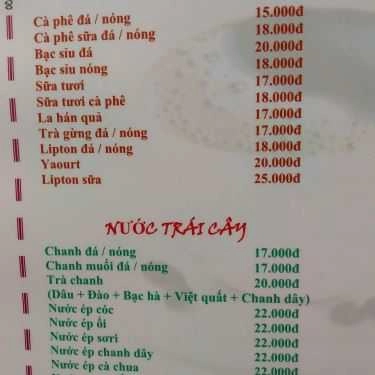 Cà phê đá / nóng 15.000đ
Cà phê sữa đá / nóng 18.000đ
Bạc sỉu đá 20.000đ
Bạc sỉu nóng 18.000đ
Sữa tươi 17.000đ
Sữa tươi cà phê 18.000đ
La hán quả 17.000đ
Trà gừng đá / nóng 17.000đ
Lipton đá / nóng 18.000đ
Yaourt 20.000đ
Lipton sữa 25.000đ
NƯỚC TRÁI CÂY
Chanh đá / nóng 17.000đ
Chanh muối đá / nóng 17.000đ
Trà chanh 20.000đ
(Dâu + Đào + Bạc hà + Việt quất + Chanh dây)
Nước ép cóc 22.000đ
Nước ép ổi 22.000đ
Nước ép sơri 22.000đ
Nước ép chanh dây 22.000đ
Nước ép cà chua 22.000đ